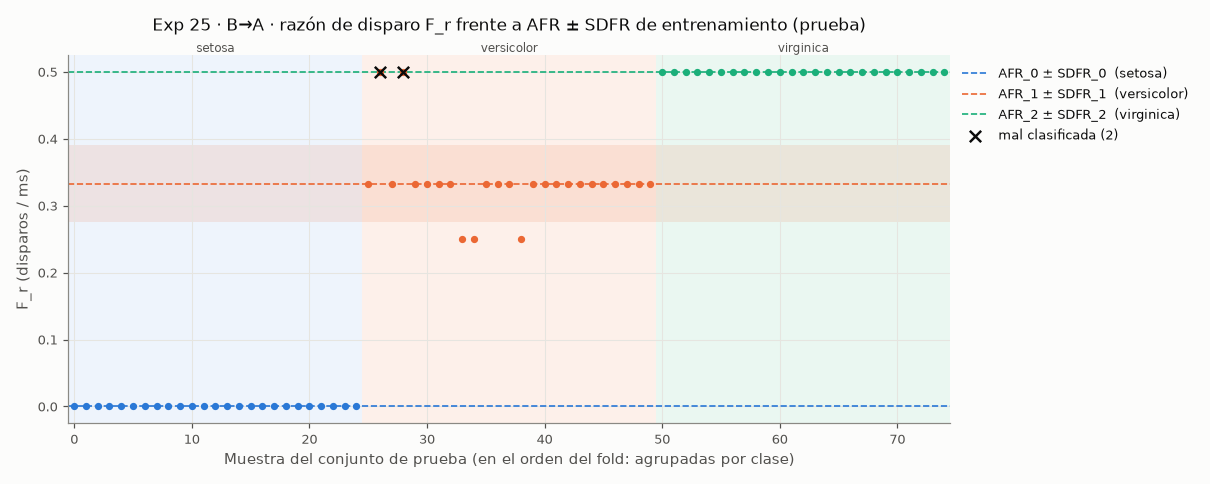 Exp 25 · B→A · razón de disparo F_r frente a AFR ± SDFR de entrenamiento (prueba)
setosa
versicolor
virginica
0.5
0.4
0.3
0.2
0.1
0.0
F_r (disparos / ms)
0
10
20
30
40
50
60
70
Muestra del conjunto de prueba (en el orden del fold: agrupadas por clase)
AFR_0 ± SDFR_0 (setosa)
AFR_1 ± SDFR_1 (versicolor)
AFR_2 ± SDFR_2 (virginica)
mal clasificada (2)